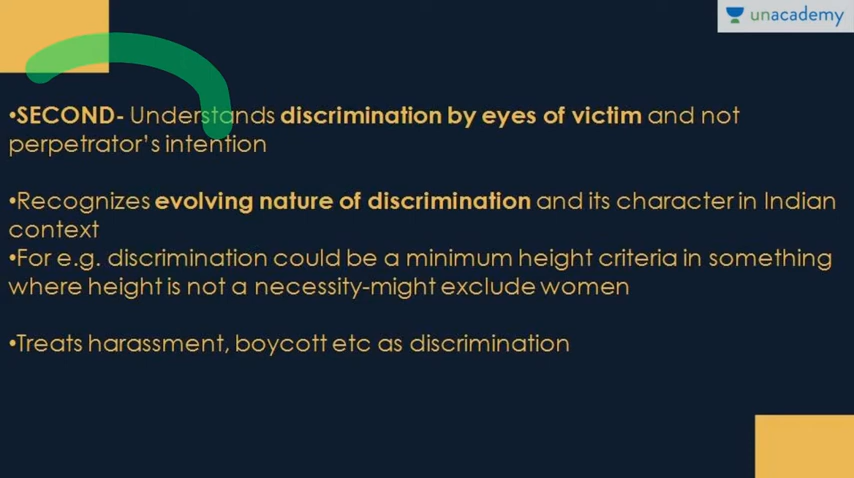 unacademy
•SECOND- Understands discrimination by eyes of victim and not
perpetrator's intention
•Recognizes evolving nature of discrimination and its character in Indian
context
•For e.g. discrimination could be a minimum height criteria in something
where height is not a necessity-might exclude women
•Treats harassment, boycott etc as discrimination